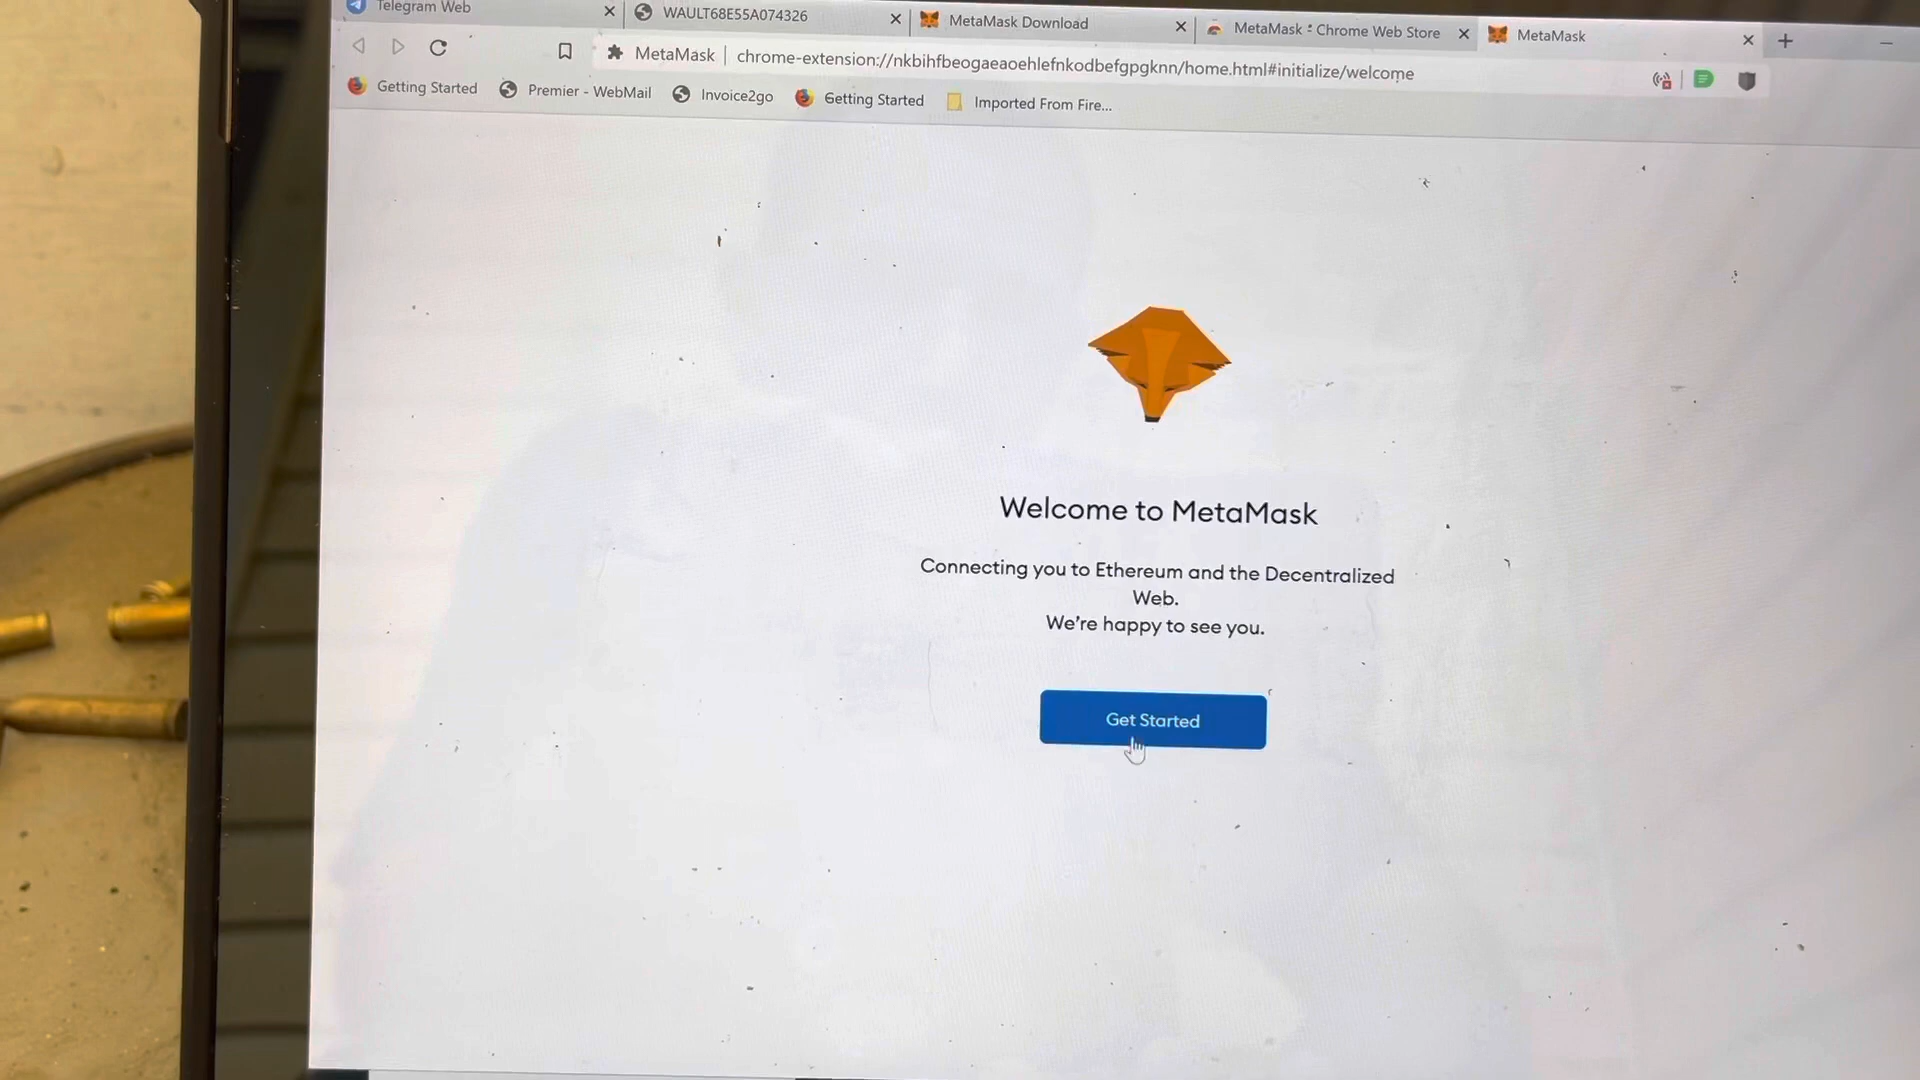 Telegram Web
WAULT68E55A074326
MetaMask Download
MetaMask - Chrome Web Store
MetaMask
MetaMask | chrome-extension://nkbihfbeogaeaoehlefnkodbefgpgknn/home.html#initialize/welcome
Getting Started
Premier - WebMail
Invoice2go
Getting Started
Imported From Fire...
Welcome to MetaMask
Connecting you to Ethereum and the Decentralized
Web.
We're happy to see you.
Get Started